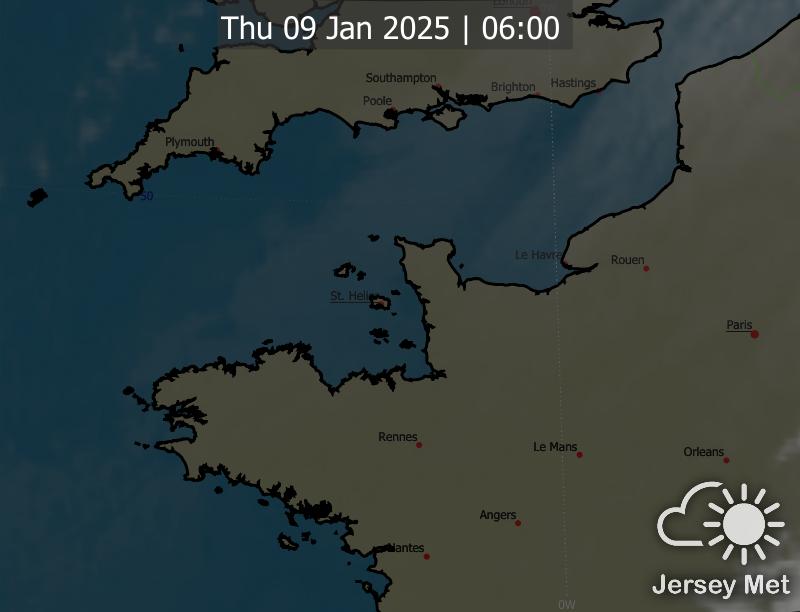 London
Thu 09 Jan 2025 | 06:00
Southampton
Brighton
Hastings
Poole
Plymouth
50
Le Havre
Rouen
St. Helier
Paris
Rennes
Le Mans
Orleans
Angers
Nantes
Jersey Met
0W